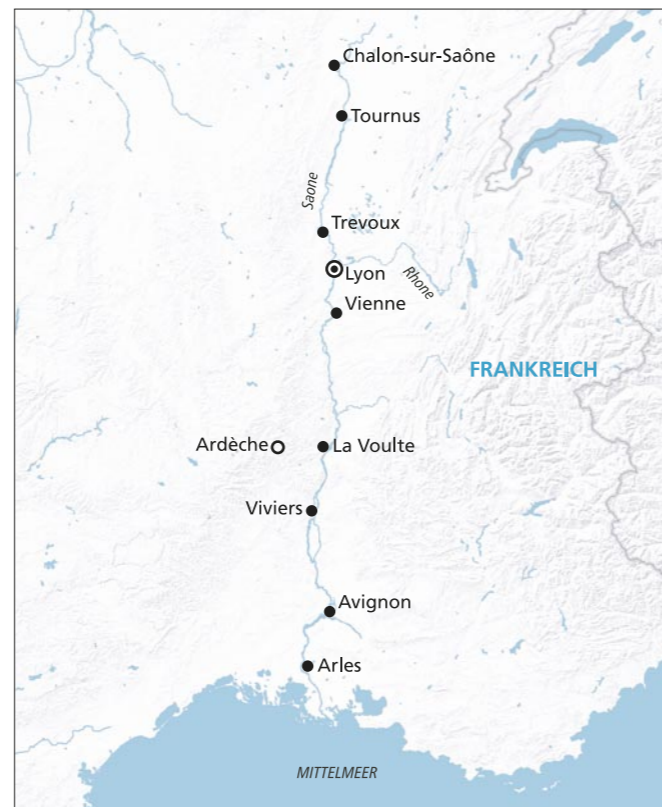 Chalon-sur-Saône
Tournus
Saone
Trevoux
Lyon
Rhone
Vienne
FRANKREICH
Ardèche
La Voulte
Viviers
Avignon
Arles
MITTELMEER